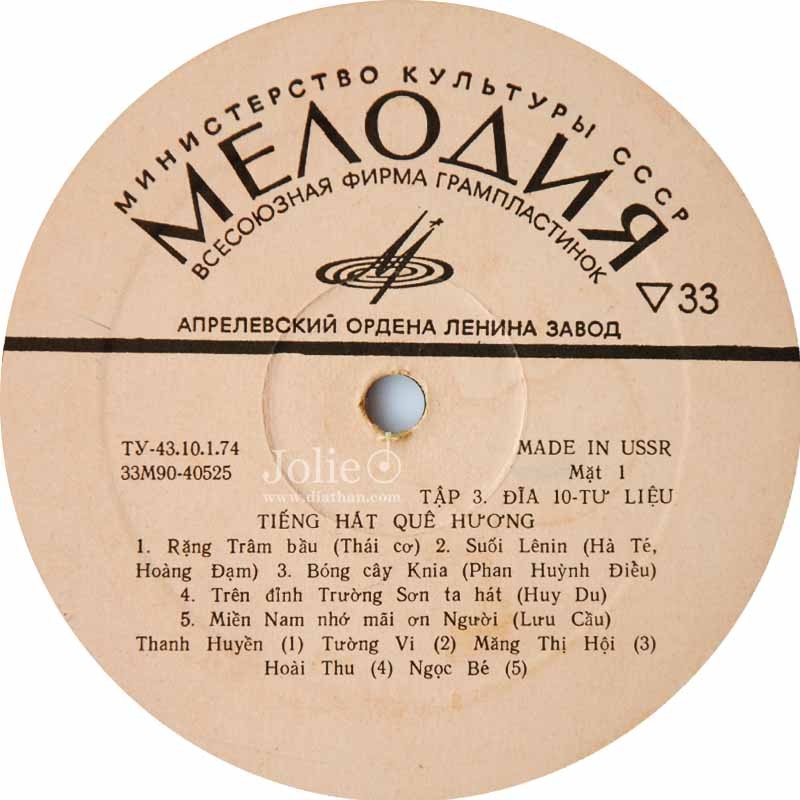 МИНИСТЕРСТВО КУЛЬТУРЫ СССР
МЕЛОДИЯ
ВСЕСОЮЗНАЯ ФИРМА ГРАМПЛАСТИНОК
▽33
АПРЕЛЕВСКИЙ ОРДЕНА ЛЕНИНА ЗАВОД
ТУ-43.10.1.74
MADE IN USSR
33М90-40525
Mặt 1
Jolie
www.diathan.com
TẬP 3. ĐĨA 10-TƯ LIỆU
TIẾNG HÁT QUÊ HƯƠNG
1. Rặng Trâm bầu (Thái cơ) 2. Suối Lênin (Hà Té,
Hoàng Đạm) 3. Bóng cây Knia (Phan Huỳnh Điểu)
4. Trên đỉnh Trường Sơn ta hát (Huy Du)
5. Miền Nam nhớ mãi ơn Người (Lưu Cầu)
Thanh Huyền (1) Tường Vi (2) Măng Thị Hội (3)
Hoài Thu (4) Ngọc Bé (5)